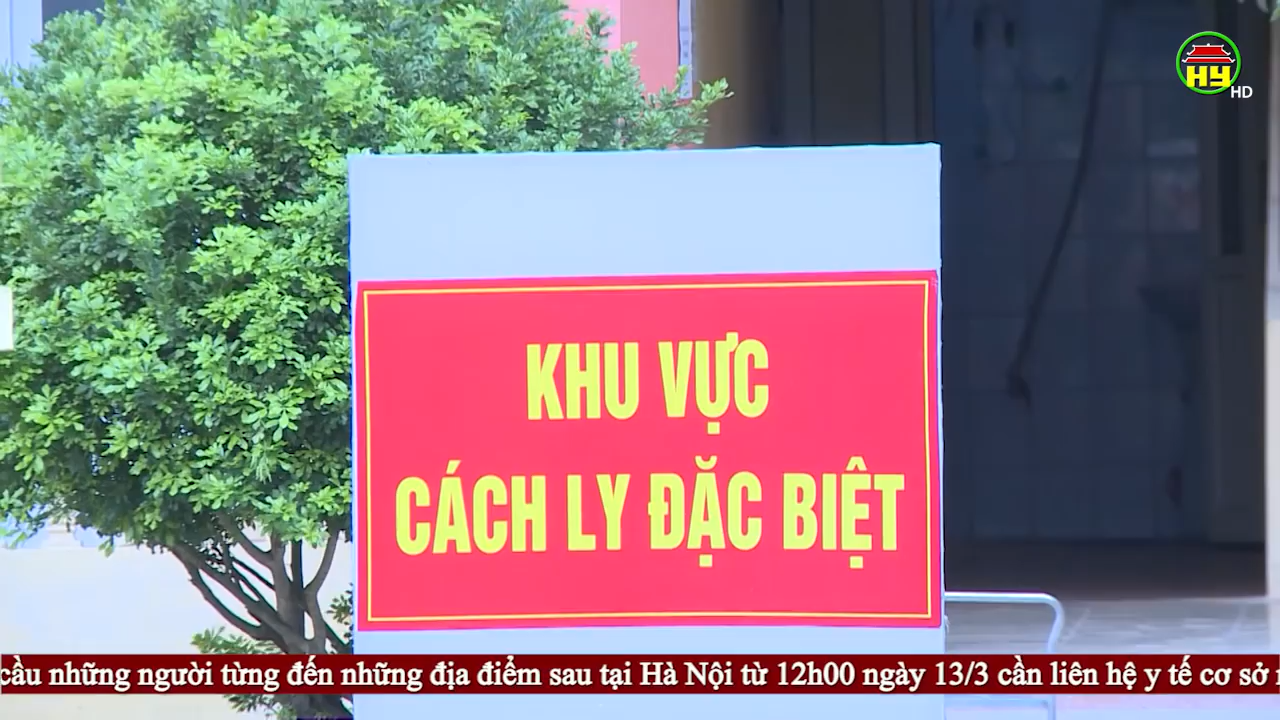 HY
HD
KHU VỰC
CÁCH LY ĐẶC BIỆT
cầu những người từng đến những địa điểm sau tại Hà Nội từ 12h00 ngày 13/3 cần liên hệ y tế cơ sở